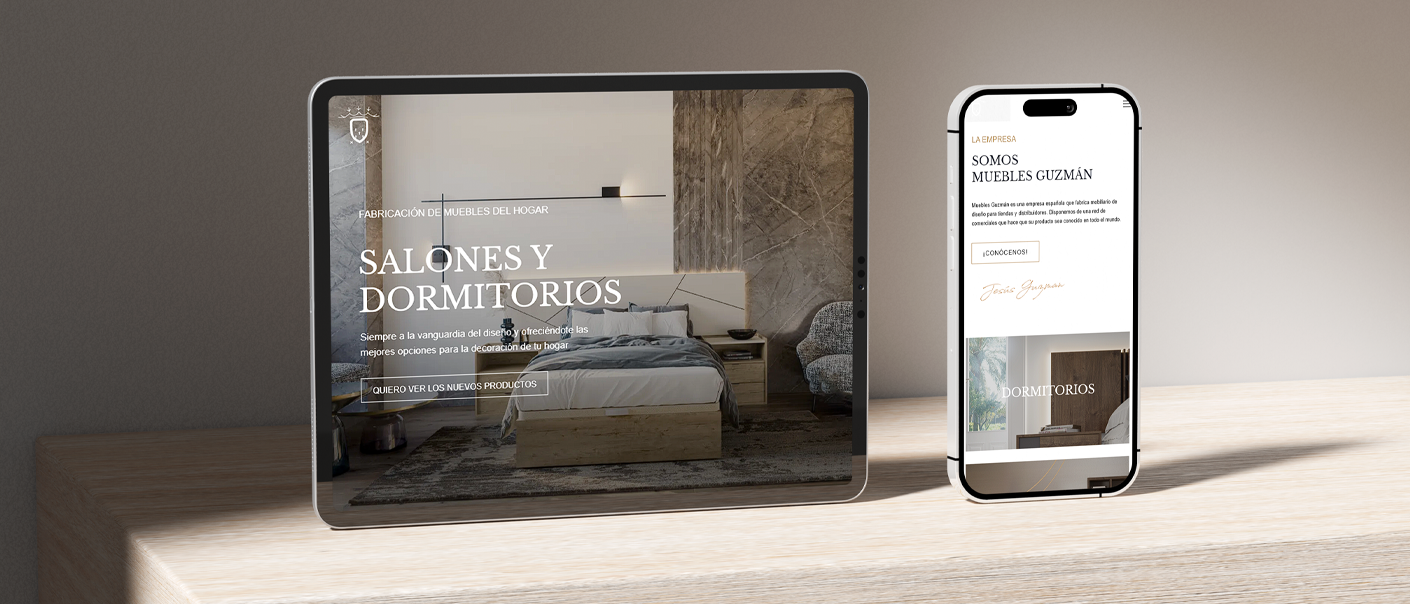 FABRICACIÓN DE MUEBLES DEL HOGAR
SALONES Y
DORMITORIOS
Siempre a la vanguardia del diseño y ofreciéndote las
mejores opciones para la decoración de tu hogar
QUIERO VER LOS NUEVOS PRODUCTOS
LA EMPRESA
SOMOS
MUEBLES GUZMÁN
Muebles Guzmán es una empresa española que fabrica mobiliario de
diseño para tiendas y distribuidores. Disponemos de una red de
comerciales que hace que su producto sea conocido en todo el mundo.
¡CONÓCENOS!
Jesús Guzman
DORMITORIOS